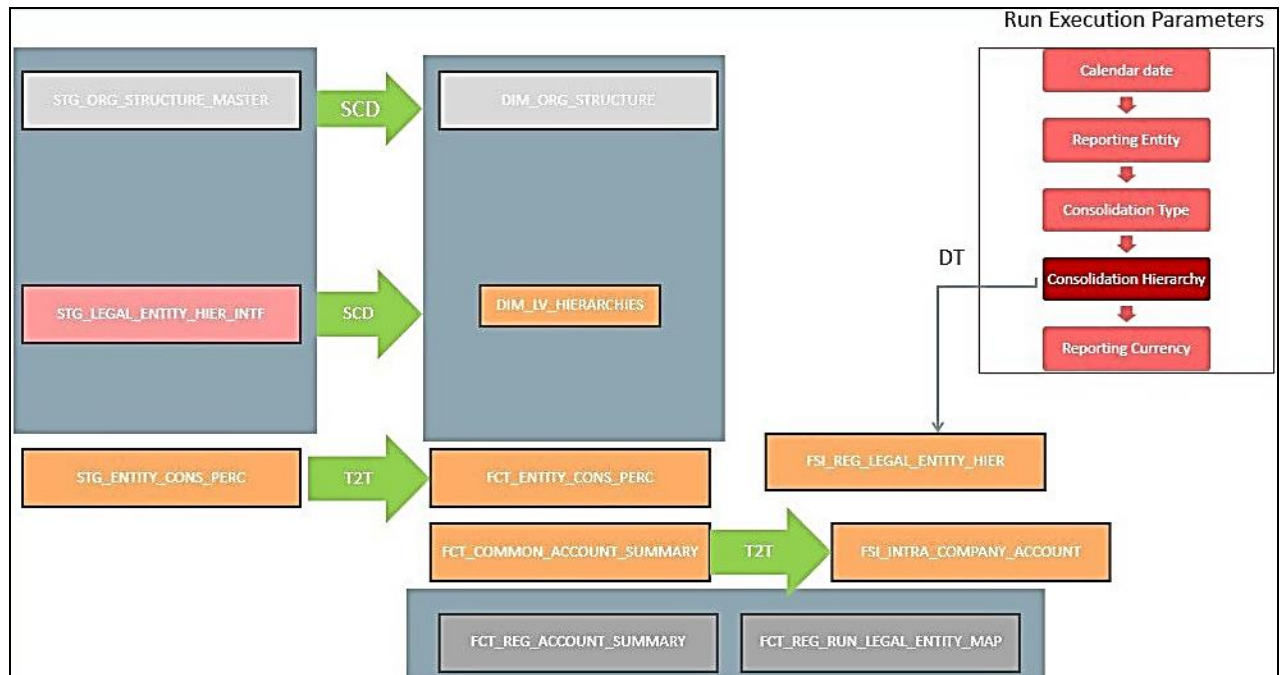 Run Execution Parameters
STG_ORG_STRUCTURE_MASTER
SCD
DIM_ORG_STRUCTURE
Calendar date
Reporting Entity
Consolidation Type
DT
Consolidation Hierarchy
STG_LEGAL_ENTITY_HIER_INTF
SCD
DIM_LV_HIERARCHIES
Reporting Currency
STG_ENTITY_CONS_PERC
T2T
FCT_ENTITY_CONS_PERC
FSI_REG_LEGAL_ENTITY_HIER
FCT_COMMON_ACCOUNT_SUMMARY
T2T
FSI_INTRA_COMPANY_ACCOUNT
FCT_REG_ACCOUNT_SUMMARY
FCT_REG_RUN_LEGAL_ENTITY_MAP